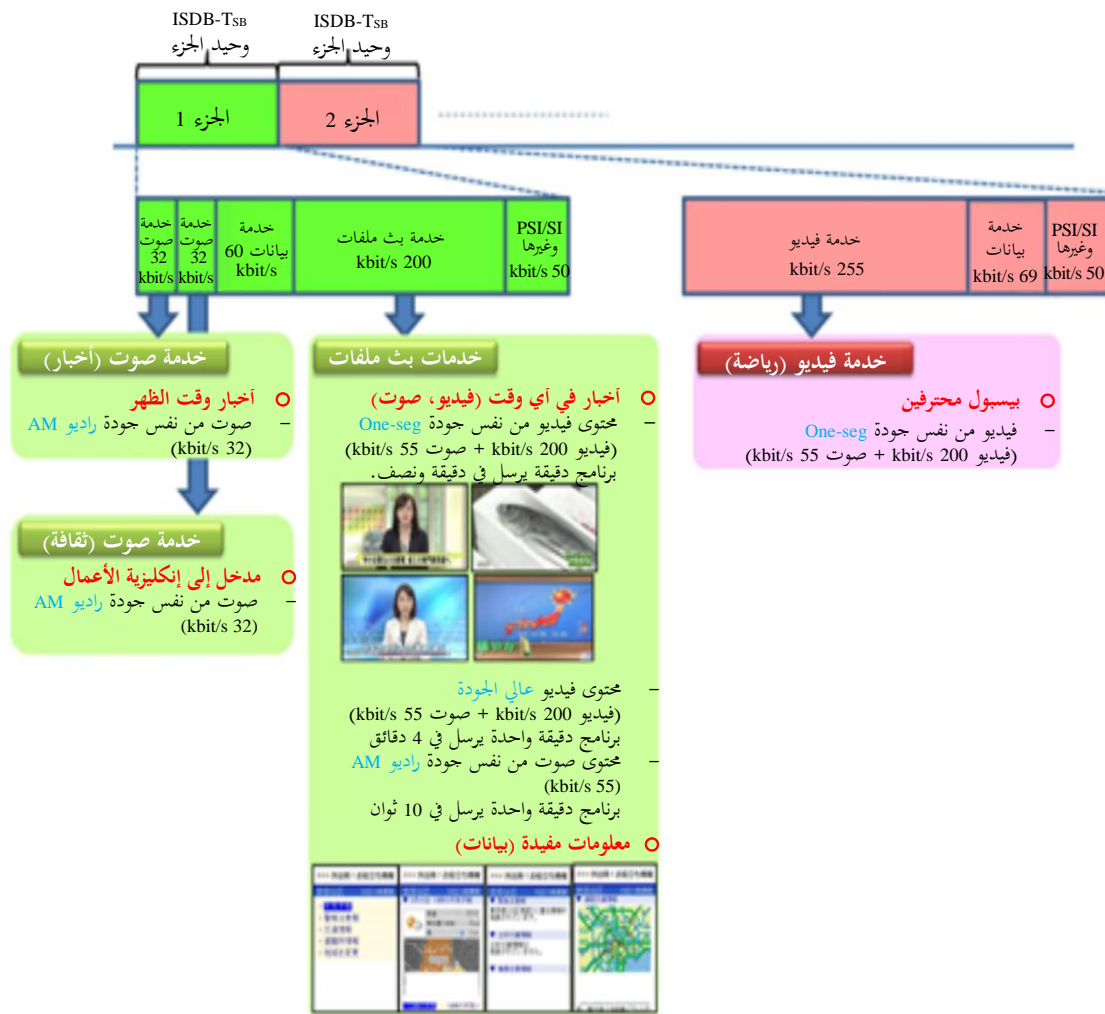 ISDB-TSB
وحيد الجزء
ISDB-TSB
وحيد الجزء
الجزء 1
الجزء 2
خدمة
صوت
32
kbit/s
خدمة
صوت
32
kbit/s
خدمة
بيانات 60
kbit/s
خدمة بث ملفات
200 kbit/s
PSI/SI
وغيرها
50 kbit/s
خدمة فيديو
255 kbit/s
خدمة
بيانات
69 kbit/s
PSI/SI
وغيرها
50 kbit/s
خدمة صوت (أخبار)
أخبار وقت الظهر
– صوت من نفس جودة راديو AM
(32 kbit/s)
خدمة صوت (ثقافة)
مدخل إلى إنكليزية الأعمال
– صوت من نفس جودة راديو AM
(32 kbit/s)
خدمات بث ملفات
أخبار في أي وقت (فيديو، صوت)
– محتوى فيديو من نفس جودة One-seg
(فيديو 200 kbit/s + صوت 55 kbit/s)
برنامج دقيقة يرسل في دقيقة ونصف.
– محتوى فيديو عالي الجودة
(فيديو 200 kbit/s + صوت 55 kbit/s)
برنامج دقيقة واحدة يرسل في 4 دقائق
– محتوى صوت من نفس جودة راديو AM
(55 kbit/s)
برنامج دقيقة واحدة يرسل في 10 ثوان
معلومات مفيدة (بيانات)
خدمة فيديو (رياضة)
بيسبول محترفين
– فيديو من نفس جودة One-seg
(فيديو 200 kbit/s + صوت 55 kbit/s)